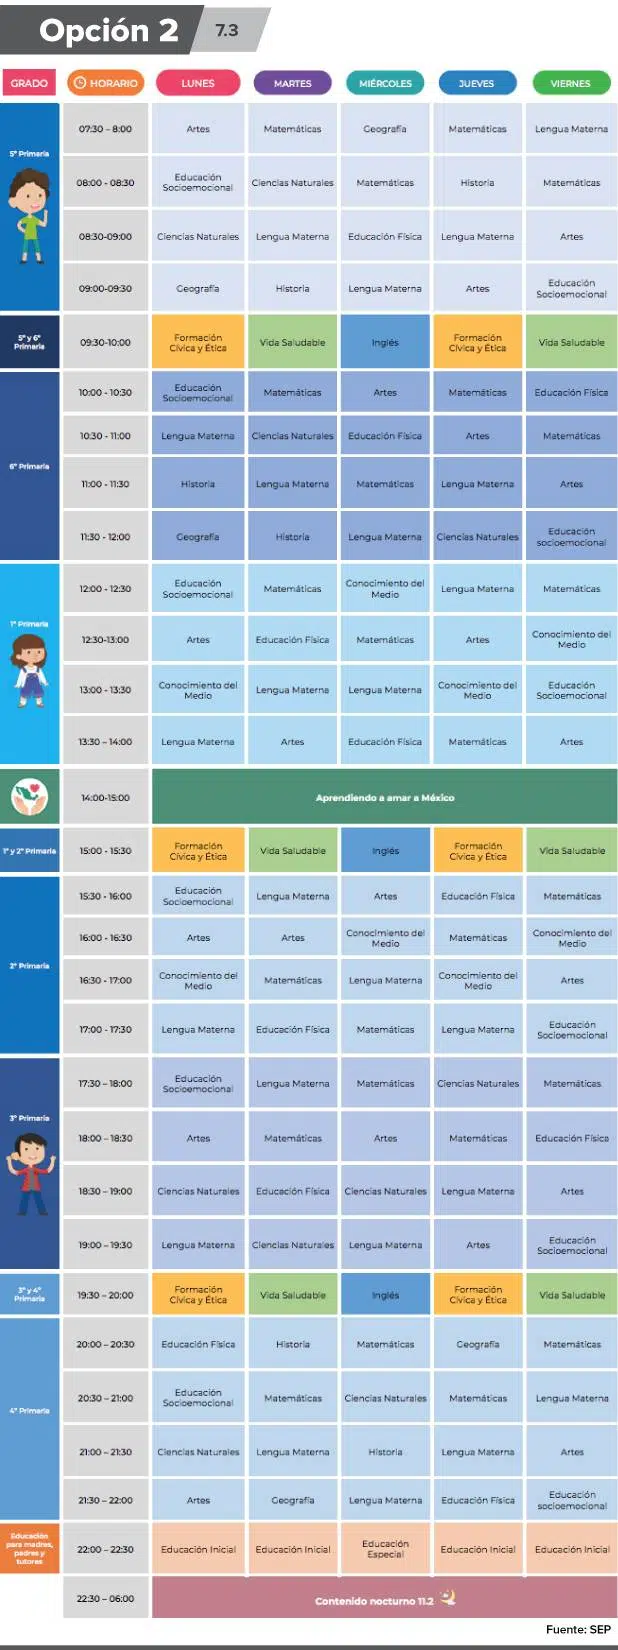 Opción 2
7.3
GRADO HORARIO LUNES MARTES MIÉRCOLES JUEVES VIERNES
5º Primaria
07:30 – 8:00 Artes Matemáticas Geografía Matemáticas Lengua Materna
08:00 - 08:30 Educación Socioemocional Ciencias Naturales Matemáticas Historia Matemáticas
08:30-09:00 Ciencias Naturales Lengua Materna Educación Física Lengua Materna Artes
09:00-09:30 Geografía Historia Lengua Materna Artes Educación Socioemocional
5º y 6º Primaria 09:30-10:00 Formación Cívica y Ética Vida Saludable Inglés Formación Cívica y Ética Vida Saludable
6º Primaria
10:00 - 10:30 Educación Socioemocional Matemáticas Artes Matemáticas Educación Física
10:30 - 11:00 Lengua Materna Ciencias Naturales Educación Física Artes Matemáticas
11:00 - 11:30 Historia Lengua Materna Matemáticas Lengua Materna Artes
11:30 - 12:00 Geografía Historia Lengua Materna Ciencias Naturales Educación socioemocional
1º Primaria
12:00 - 12:30 Educación Socioemocional Matemáticas Conocimiento del Medio Lengua Materna Matemáticas
12:30-13:00 Artes Educación Física Matemáticas Artes Conocimiento del Medio
13:00 - 13:30 Conocimiento del Medio Lengua Materna Lengua Materna Conocimiento del Medio Educación Socioemocional
13:30 – 14:00 Lengua Materna Artes Educación Física Matemáticas Artes
14:00-15:00 Aprendiendo a amar a México
1º y 2º Primaria 15:00 - 15:30 Formación Cívica y Ética Vida Saludable Inglés Formación Cívica y Ética Vida Saludable
2º Primaria
15:30 - 16:00 Educación Socioemocional Lengua Materna Artes Educación Física Matemáticas
16:00 - 16:30 Artes Artes Conocimiento del Medio Matemáticas Conocimiento del Medio
16:30 - 17:00 Conocimiento del Medio Matemáticas Lengua Materna Conocimiento del Medio Artes
17:00 - 17:30 Lengua Materna Educación Física Matemáticas Lengua Materna Educación Socioemocional
3º Primaria
17:30 – 18:00 Educación Socioemocional Lengua Materna Matemáticas Ciencias Naturales Matemáticas
18:00 – 18:30 Artes Matemáticas Artes Matemáticas Educación Física
18:30 – 19:00 Ciencias Naturales Educación Física Ciencias Naturales Lengua Materna Artes
19:00 – 19:30 Lengua Materna Ciencias Naturales Lengua Materna Artes Educación Socioemocional
3º y 4º Primaria 19:30 – 20:00 Formación Cívica y Ética Vida Saludable Inglés Formación Cívica y Ética Vida Saludable
4º Primaria
20:00 – 20:30 Educación Física Historia Matemáticas Geografía Matemáticas
20:30 – 21:00 Educación Socioemocional Matemáticas Ciencias Naturales Matemáticas Lengua Materna
21:00 – 21:30 Ciencias Naturales Lengua Materna Historia Lengua Materna Artes
21:30 – 22:00 Artes Geografía Lengua Materna Educación Física Educación socioemocional
Educación para madres, padres y tutores 22:00 – 22:30 Educación Inicial Educación Inicial Educación Especial Educación Inicial Educación Inicial
22:30 – 06:00 Contenido nocturno 11.2
Fuente: SEP